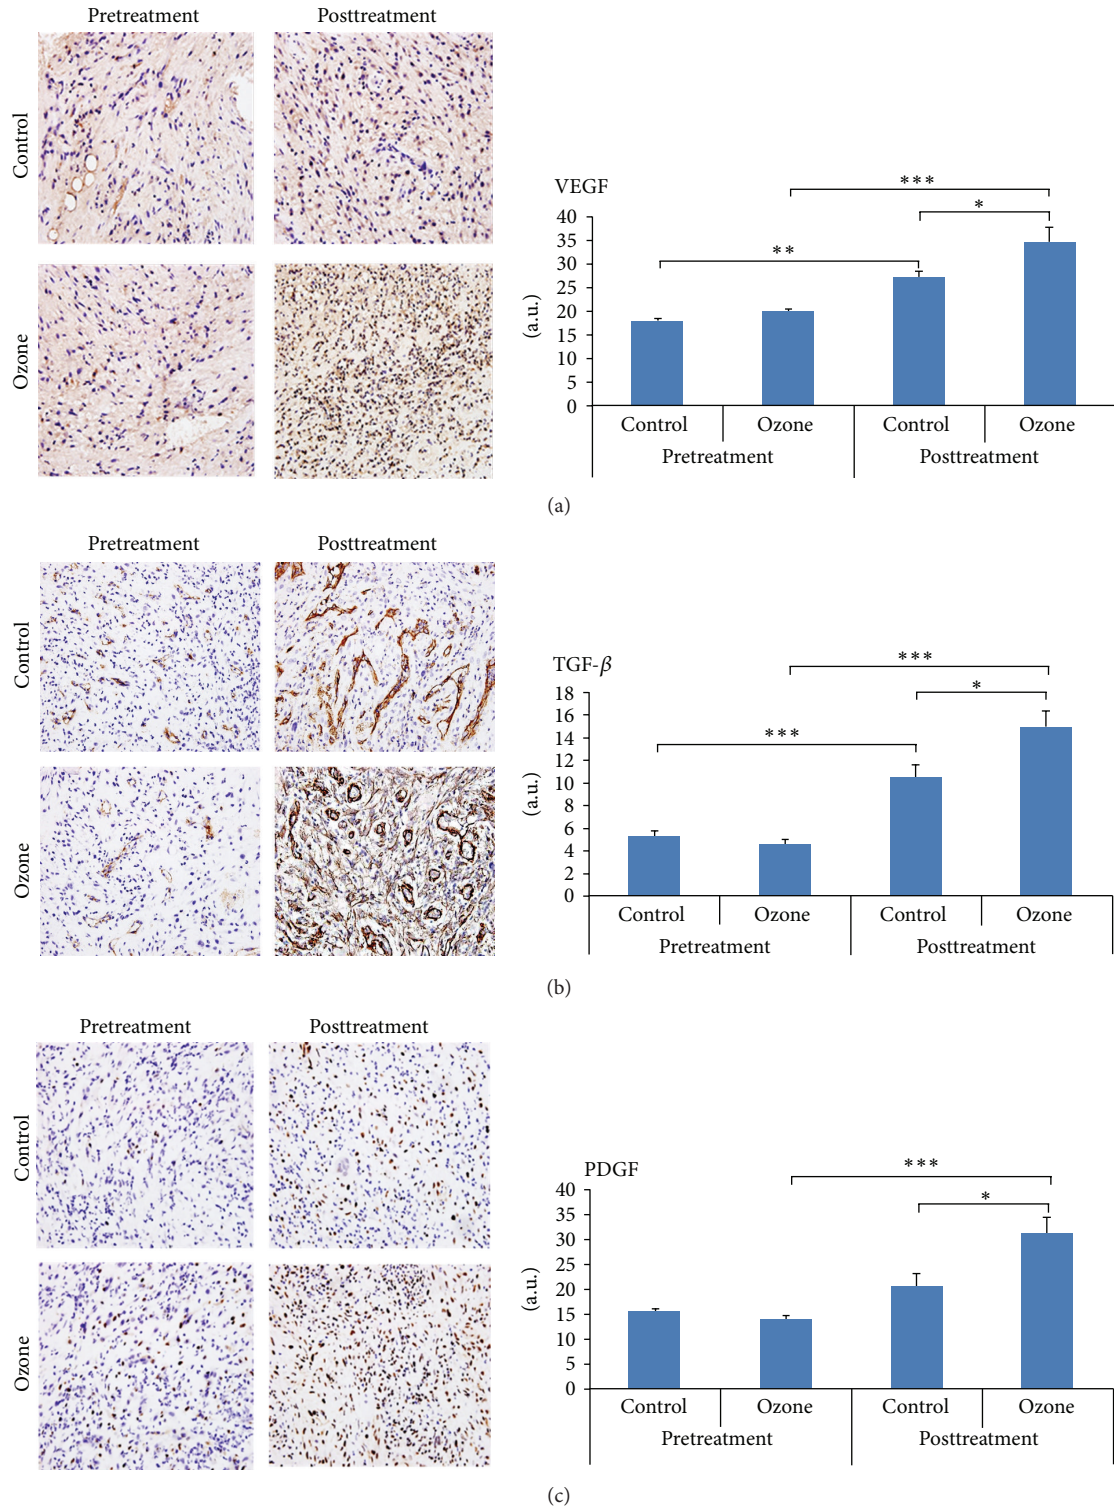 Pretreatment Posttreatment
Control
Ozone
VEGF
***
*
**
40
35
30
25
20
15
10
5
0
(a.u.)
Control Ozone Control Ozone
Pretreatment Posttreatment
(a)
Pretreatment Posttreatment
Control
Ozone
TGF-β
***
*
***
18
16
14
12
10
8
6
4
2
0
(a.u.)
Control Ozone Control Ozone
Pretreatment Posttreatment
(b)
Pretreatment Posttreatment
Control
Ozone
PDGF
***
*
40
35
30
25
20
15
10
5
0
(a.u.)
Control Ozone Control Ozone
Pretreatment Posttreatment
(c)